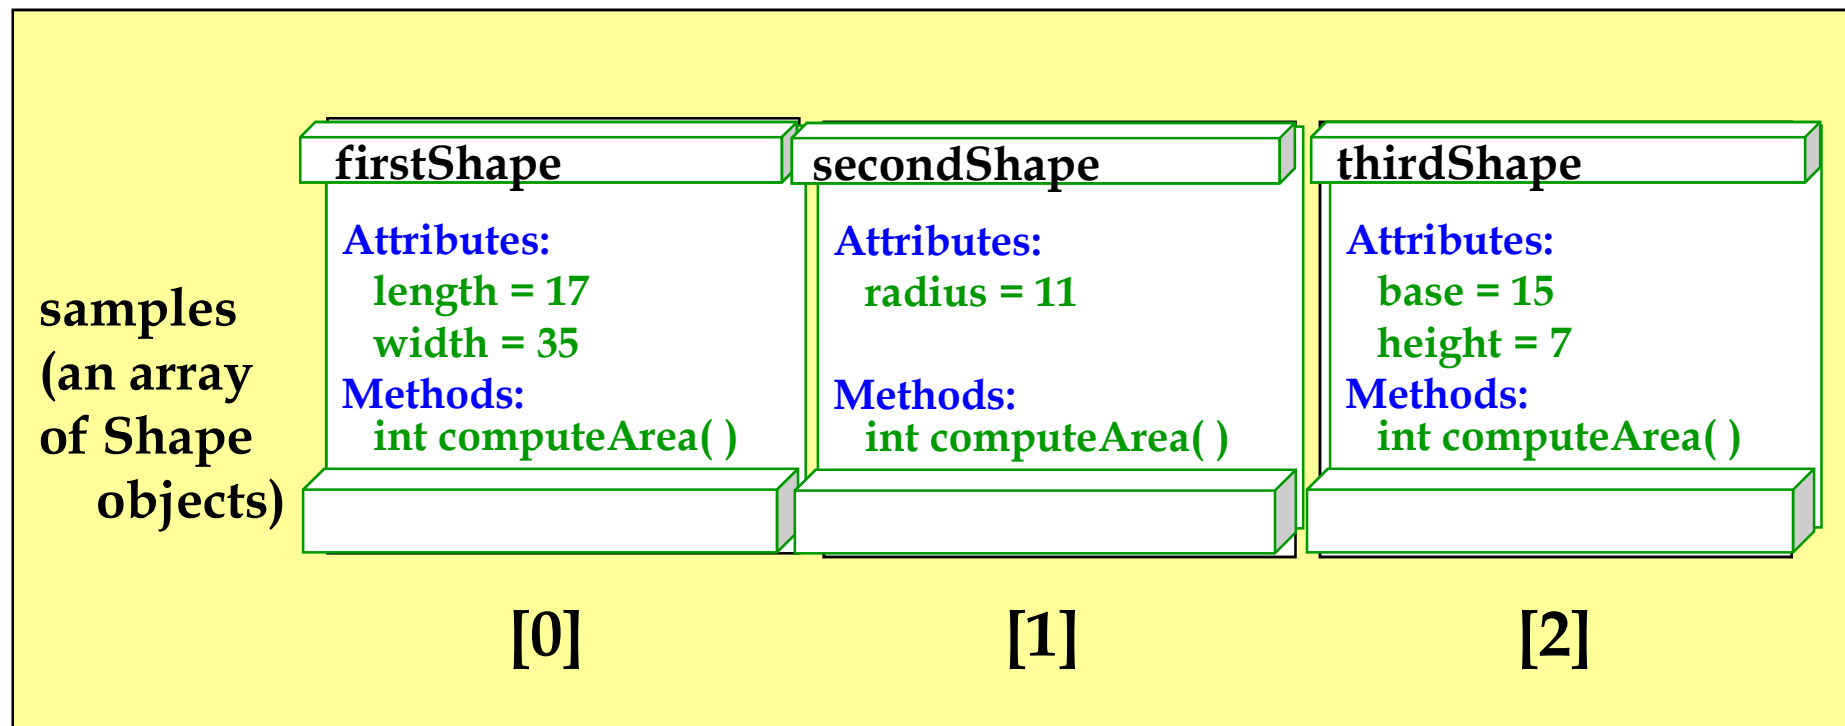 samples
(an array
of Shape
objects)
firstShape
Attributes:
length = 17
width = 35
Methods:
int computeArea( )
[0]
secondShape
Attributes:
radius = 11
Methods:
int computeArea( )
[1]
thirdShape
Attributes:
base = 15
height = 7
Methods:
int computeArea( )
[2]